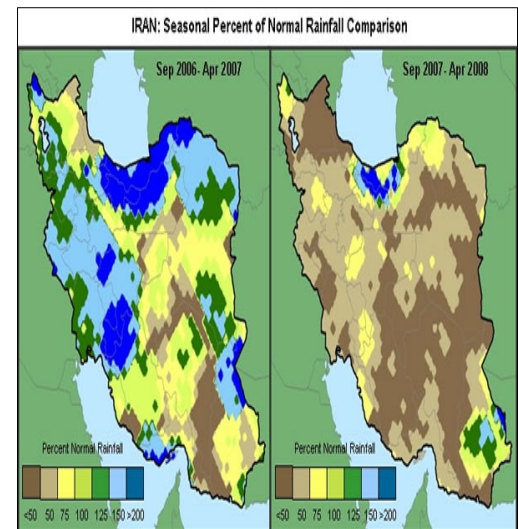 IRAN: Seasonal Percent of Normal Rainfall Comparison
Sep 2006- Apr 2007
Sep 2007- Apr 2008
Percent Normal Rainfall
<50 50 75 100 125 150 >200
Percent Normal Rainfall
<50 50 75 100 125 150 >200